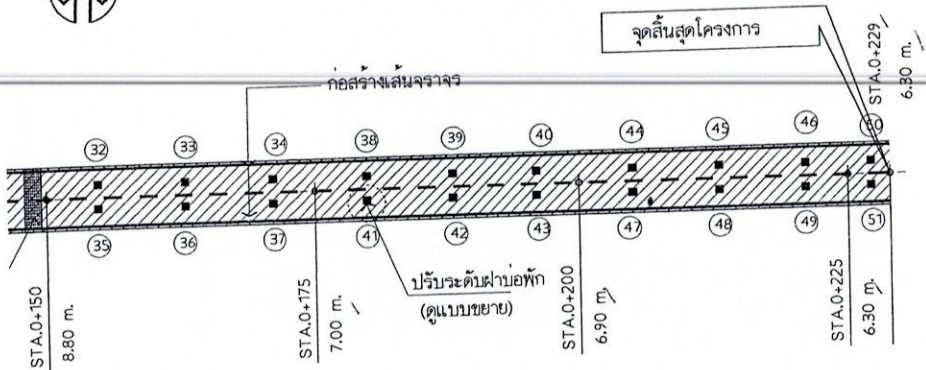 จุดสิ้นสุดโครงการ
STA.0+229
6.30 m.
ก่อสร้างเส้นจราจร
32 33 34 38 39 40 44 45 46 50
35 36 37 41 42 43 47 48 49 51
ปรับระดับฝาบ่อพัก
(ดูแบบขยาย)
STA.0+150
8.80 m.
STA.0+175
7.00 m.
STA.0+200
6.90 m.
STA.0+225
6.30 m.